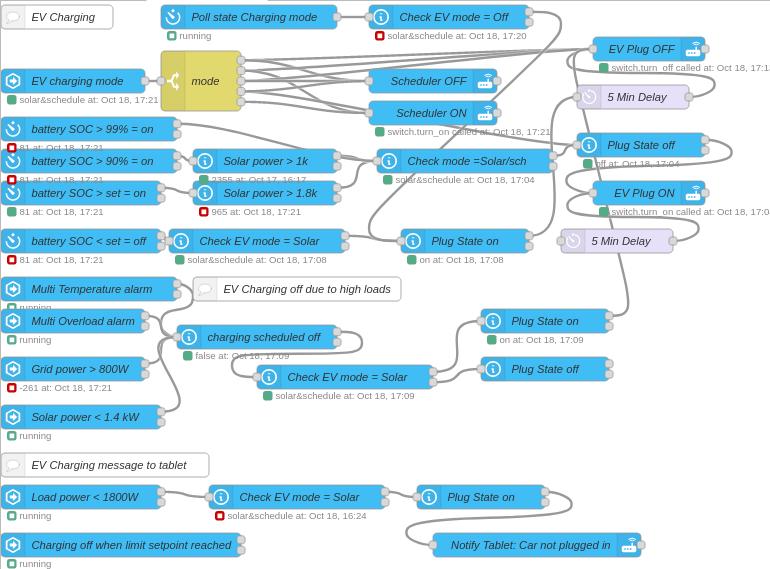 EV Charging
Poll state Charging mode
running
Check EV mode = Off
solar&schedule at: Oct 18, 17:20
EV Plug OFF
switch.turn_off called at: Oct 18, 17:1
EV charging mode
solar&schedule at: Oct 18, 17:21
mode
Scheduler OFF
5 Min Delay
Scheduler ON
switch.turn_on called at: Oct 18, 17:21
battery SOC > 99% = on
81 at: Oct 18, 17:21
Plug State off
off at: Oct 18, 17:04
battery SOC > 90% = on
81 at: Oct 18, 17:21
Solar power > 1k
2355 at: Oct 17, 16:17
Check mode =Solar/sch
solar&schedule at: Oct 18, 17:04
battery SOC > set = on
81 at: Oct 18, 17:21
Solar power > 1.8k
965 at: Oct 18, 17:21
EV Plug ON
switch.turn_on called at: Oct 18, 17:0
battery SOC < set = off
81 at: Oct 18, 17:21
Check EV mode = Solar
solar&schedule at: Oct 18, 17:08
Plug State on
on at: Oct 18, 17:08
5 Min Delay
Multi Temperature alarm
running
EV Charging off due to high loads
Multi Overload alarm
running
charging scheduled off
false at: Oct 18, 17:09
Plug State on
on at: Oct 18, 17:09
Grid power > 800W
-261 at: Oct 18, 17:21
Check EV mode = Solar
solar&schedule at: Oct 18, 17:09
Plug State off
Solar power < 1.4 kW
running
EV Charging message to tablet
Load power < 1800W
running
Check EV mode = Solar
solar&schedule at: Oct 18, 16:24
Plug State on
Charging off when limit setpoint reached
running
Notify Tablet: Car not plugged in